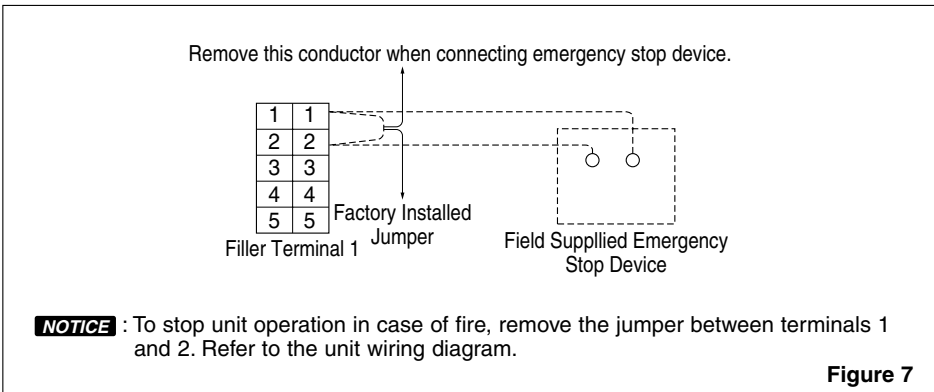 Remove this conductor when connecting emergency stop device.
1 1
2 2
3 3
4 4
5 5
Filler Terminal 1
Factory Installed
Jumper
Field Suppllied Emergency
Stop Device
NOTICE : To stop unit operation in case of fire, remove the jumper between terminals 1
and 2. Refer to the unit wiring diagram.
Figure 7